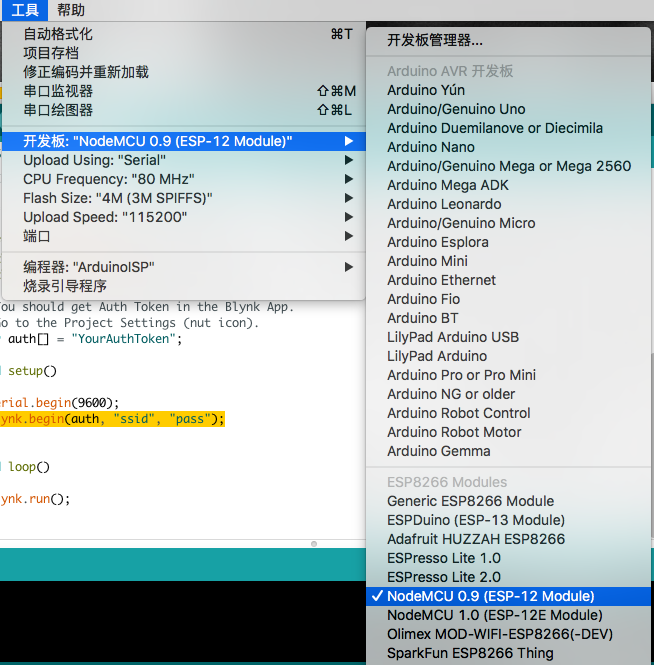 工具 帮助
自动格式化 ⌘T
项目存档
修正编码并重新加载
串口监视器 ⇧⌘M
串口绘图器 ⇧⌘L
开发板: "NodeMCU 0.9 (ESP-12 Module)"
Upload Using: "Serial"
CPU Frequency: "80 MHz"
Flash Size: "4M (3M SPIFFS)"
Upload Speed: "115200"
端口
编程器: "ArduinoISP"
烧录引导程序
You should get Auth Token in the Blynk App.
Go to the Project Settings (nut icon).
auth[] = "YourAuthToken";
setup()
erial.begin(9600);
ynk.begin(auth, "ssid", "pass");
loop()
ynk.run();
开发板管理器...
Arduino AVR 开发板
Arduino Yún
Arduino/Genuino Uno
Arduino Duemilanove or Diecimila
Arduino Nano
Arduino/Genuino Mega or Mega 2560
Arduino Mega ADK
Arduino Leonardo
Arduino/Genuino Micro
Arduino Esplora
Arduino Mini
Arduino Ethernet
Arduino Fio
Arduino BT
LilyPad Arduino USB
LilyPad Arduino
Arduino Pro or Pro Mini
Arduino NG or older
Arduino Robot Control
Arduino Robot Motor
Arduino Gemma
ESP8266 Modules
Generic ESP8266 Module
ESPDuino (ESP-13 Module)
Adafruit HUZZAH ESP8266
ESPresso Lite 1.0
ESPresso Lite 2.0
✓ NodeMCU 0.9 (ESP-12 Module)
NodeMCU 1.0 (ESP-12E Module)
Olimex MOD-WIFI-ESP8266(-DEV)
SparkFun ESP8266 Thing